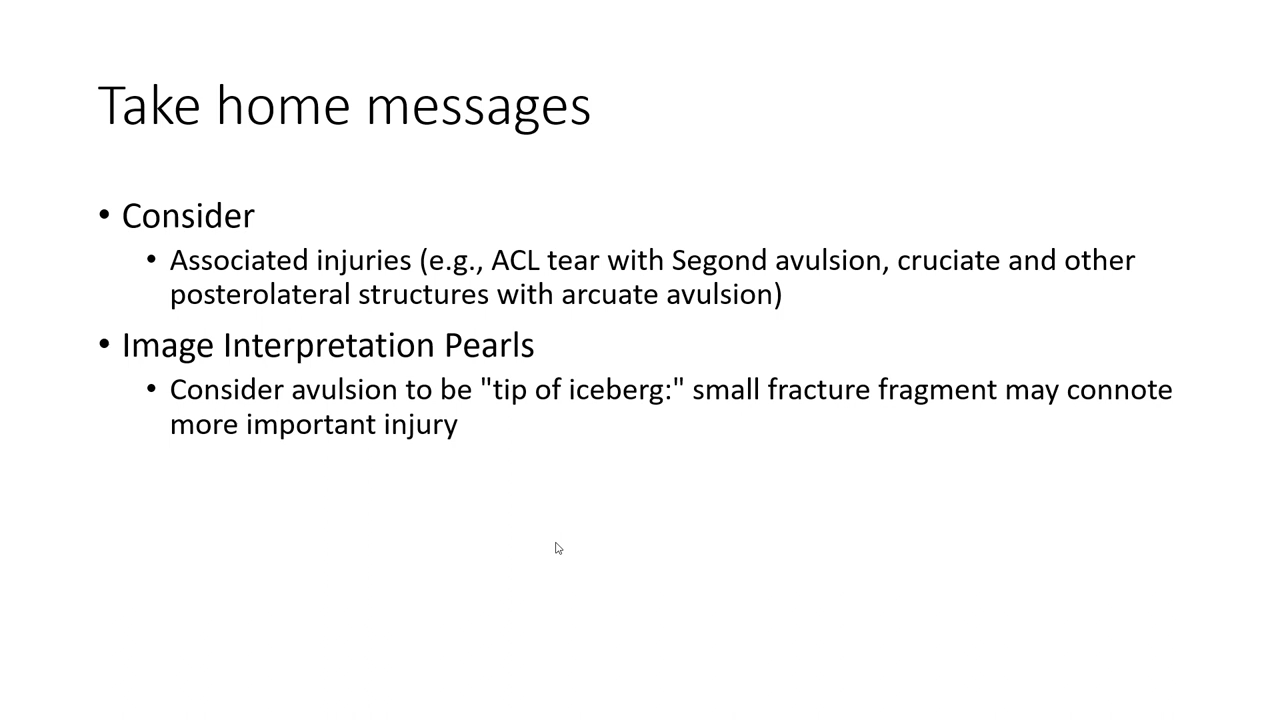 Take home messages
• Consider
• Associated injuries (e.g., ACL tear with Segond avulsion, cruciate and other
posterolateral structures with arcuate avulsion)
• Image Interpretation Pearls
• Consider avulsion to be "tip of iceberg:" small fracture fragment may connote
more important injury